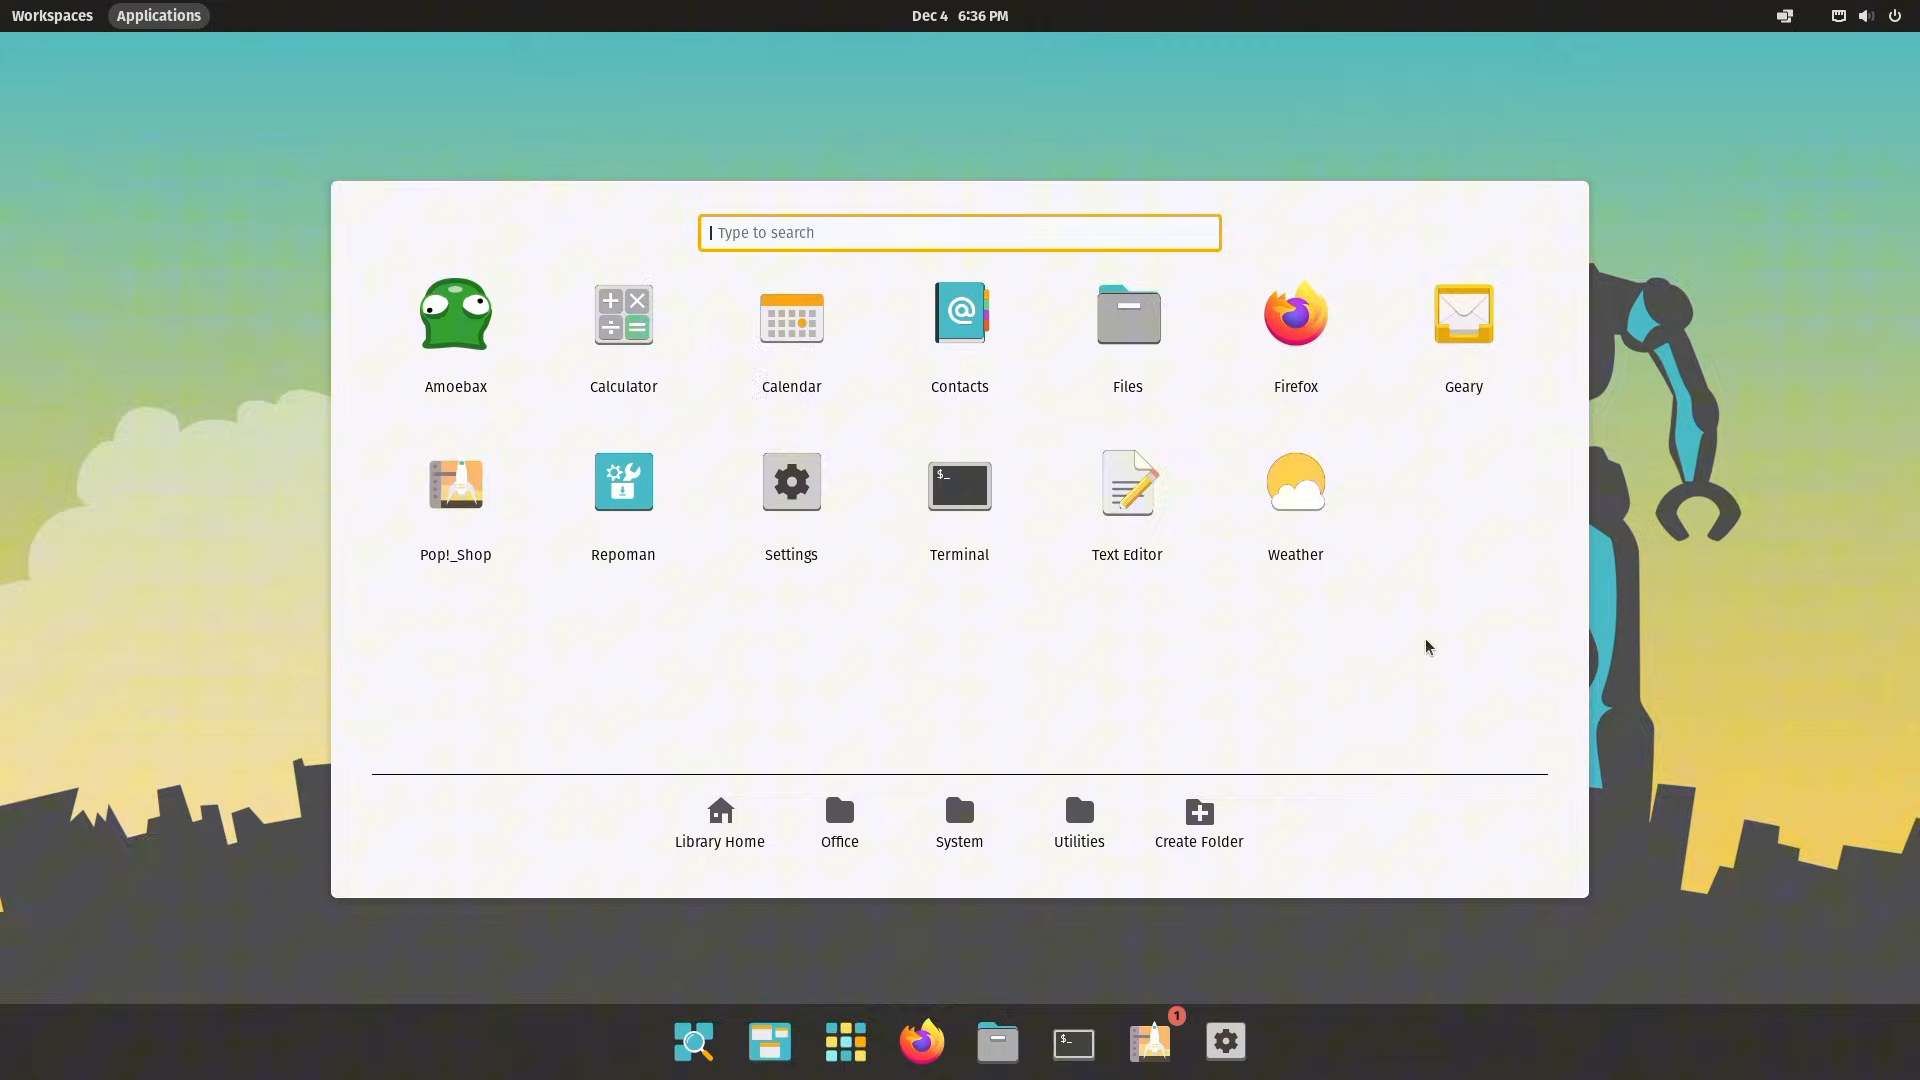 Workspaces Applications Dec 4 6:36 PM
Type to search
Amoebax Calculator Calendar Contacts Files Firefox Geary
$_
Pop!_Shop Repoman Settings Terminal Text Editor Weather
Library Home Office System Utilities Create Folder
1
$_